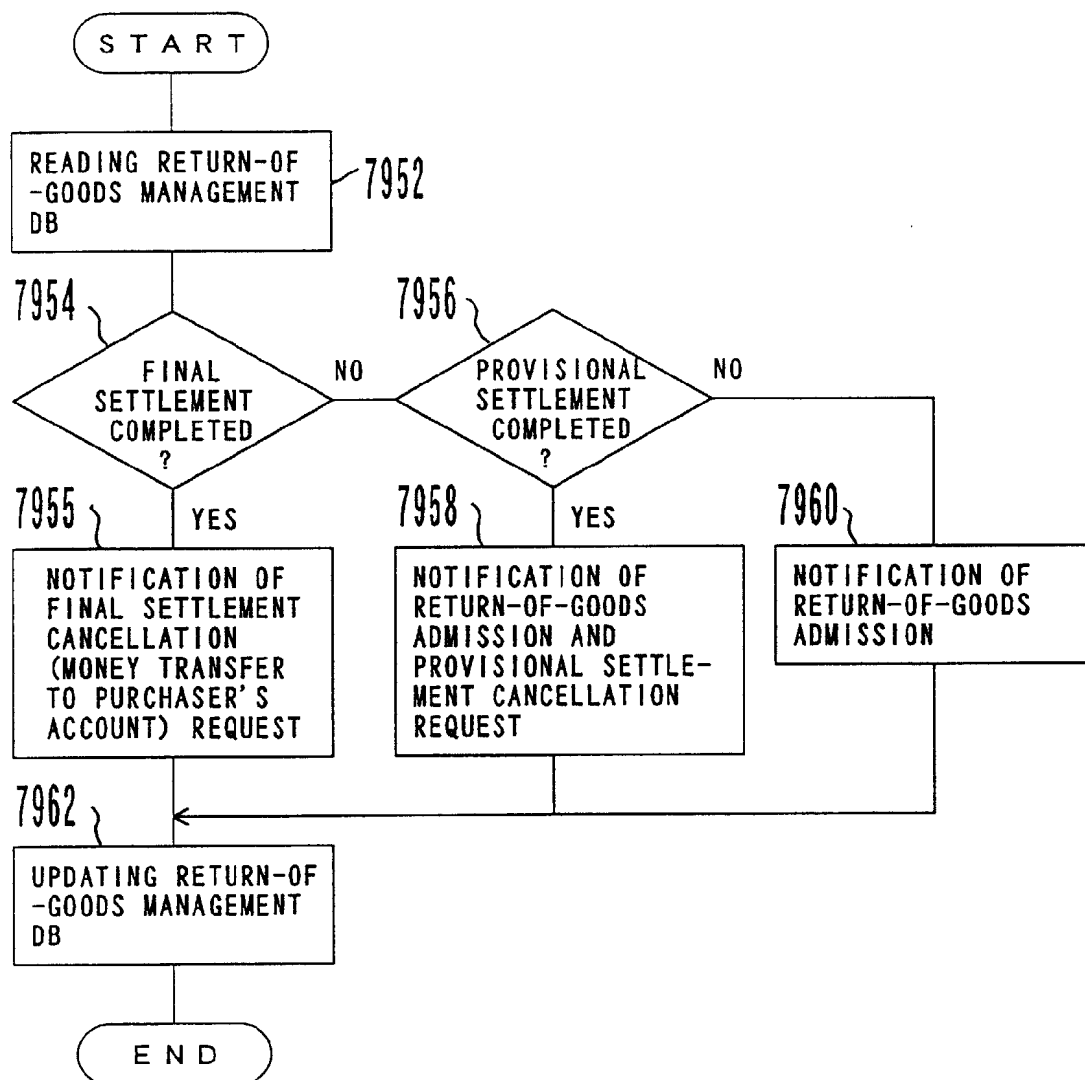 START
READING RETURN-OF
-GOODS MANAGEMENT
DB
7952
7954
FINAL
SETTLEMENT
COMPLETED
?
NO
7956
PROVISIONAL
SETTLEMENT
COMPLETED
?
NO
YES
7955
NOTIFICATION OF
FINAL SETTLEMENT
CANCELLATION
(MONEY TRANSFER
TO PURCHASER'S
ACCOUNT) REQUEST
YES
7958
NOTIFICATION OF
RETURN-OF-GOODS
ADMISSION AND
PROVISIONAL SETTLE-
MENT CANCELLATION
REQUEST
7960
NOTIFICATION OF
RETURN-OF-GOODS
ADMISSION
7962
UPDATING RETURN-OF
-GOODS MANAGEMENT
DB
END